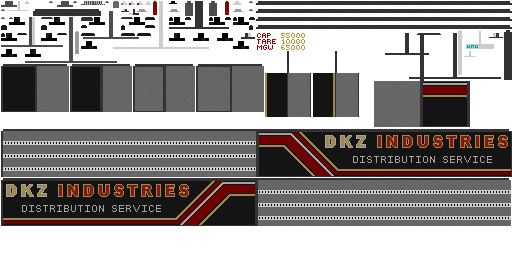 CAP 55000
TARE 10000
MGW 65000
DKZ INDUSTRIES
DISTRIBUTION SERVICE
DKZ INDUSTRIES
DISTRIBUTION SERVICE